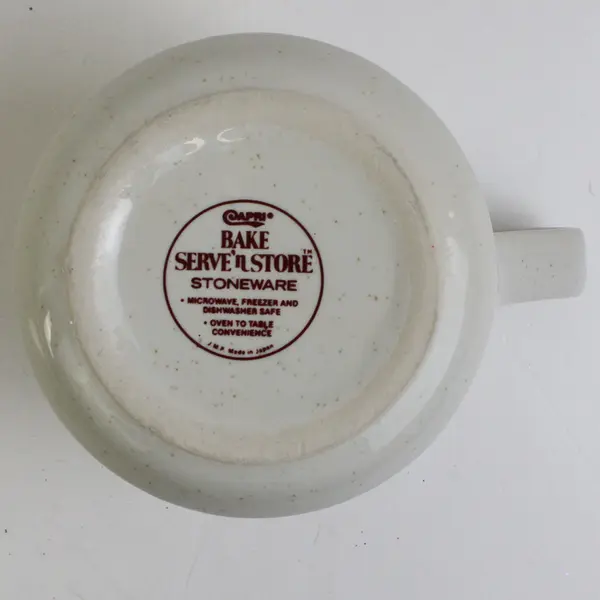 CAPRI®
BAKE
SERVE 'n STORE™
STONEWARE
• MICROWAVE, FREEZER AND
DISHWASHER SAFE
• OVEN TO TABLE
CONVENIENCE
J.M.P. Made in Japan